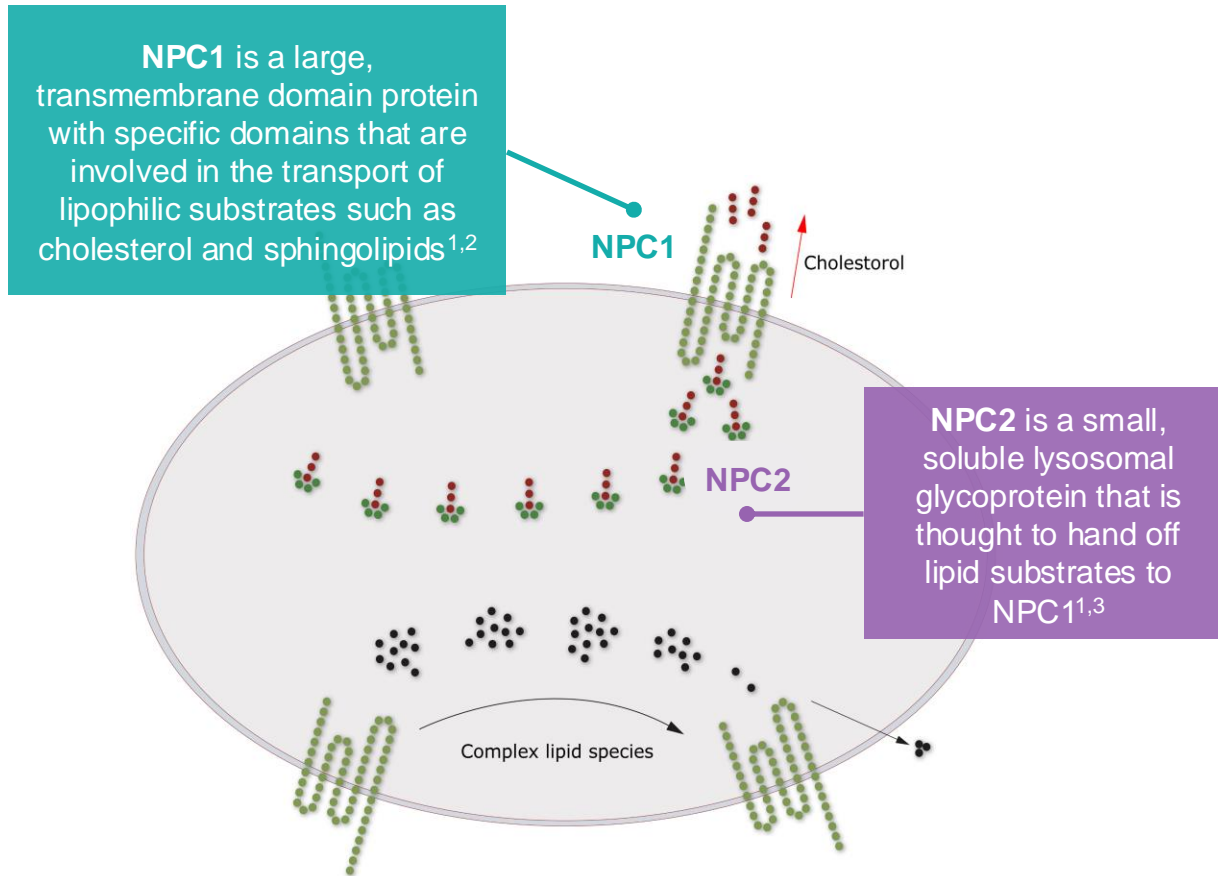 NPC1 is a large,
transmembrane domain protein
with specific domains that are
involved in the transport of
lipophilic substrates such as
cholesterol and sphingolipids1,2
NPC1
Cholestorol
NPC2 is a small,
soluble lysosomal
glycoprotein that is
thought to hand off
lipid substrates to
NPC11,3
NPC2
Complex lipid species